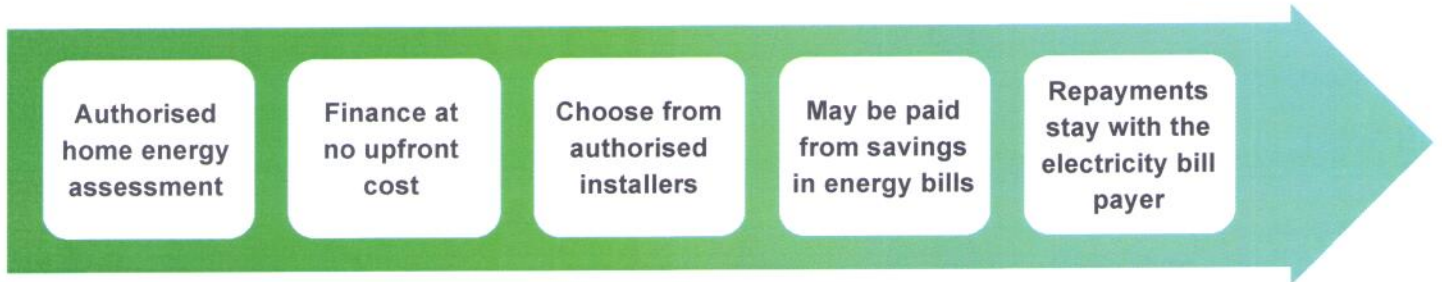 Authorised
home energy
assessment
Finance at
no upfront
cost
Choose from
authorised
installers
May be paid
from savings
in energy bills
Repayments
stay with the
electricity bill
payer